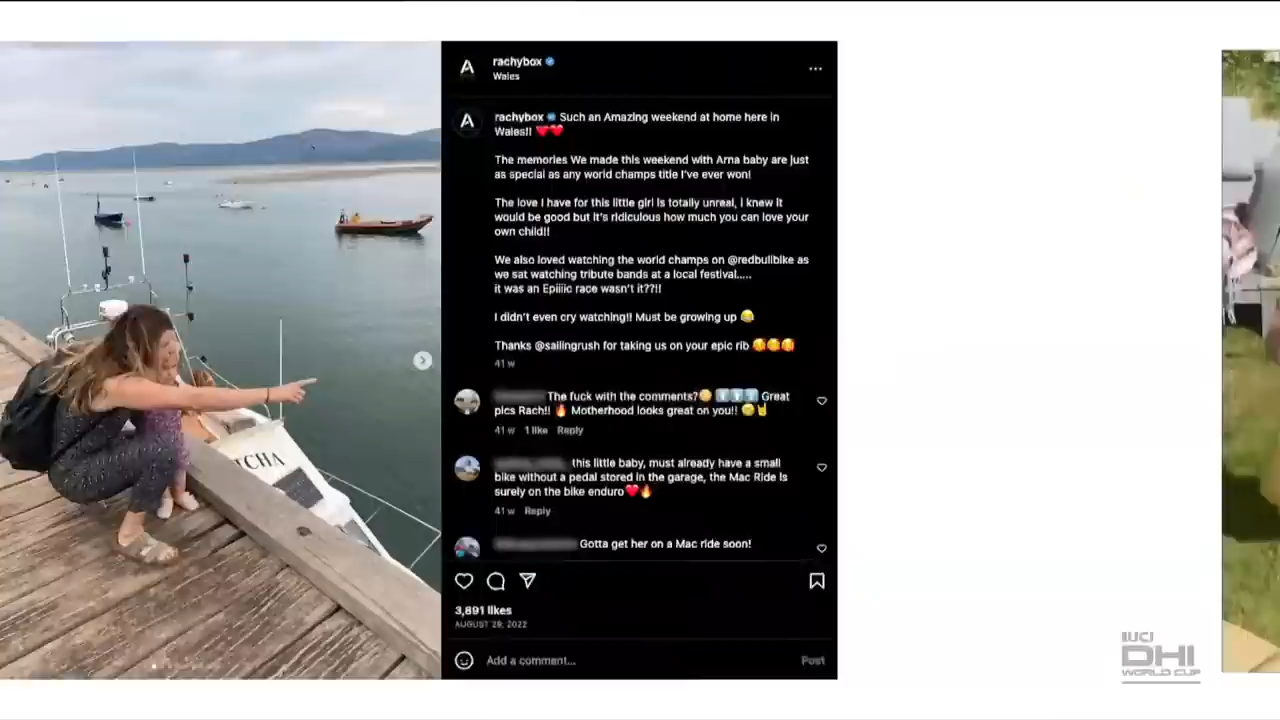 rachybox
Wales
rachybox Such an Amazing weekend at home here in
Wales!! ❤️❤️
The memories We made this weekend with Arna baby are just
as special as any world champs title I've ever won!
The love I have for this little girl is totally unreal, i knew it
would be good but it's ridiculous how much you can love your
own child!!
We also loved watching the world champs on @redbullbike as
we sat watching tribute bands at a local festival.....
it was an Epiiiic race wasn't it??!!
I didn't even cry watching!! Must be growing up 😂
Thanks @sailingrush for taking us on your epic rib 🥰🥰🥰
41 w
The fuck with the comments?😳 ⬆️⬆️⬆️ Great
pics Rach!! 🔥 Motherhood looks great on you!! 😊🤘
41 w 1 like Reply
this little baby, must already have a small
bike without a pedal stored in the garage, the Mac Ride is
surely on the bike enduro❤️🔥
41 w Reply
Gotta get her on a Mac ride soon!
3,891 likes
AUGUST 29, 2022
Add a comment... Post
TCHA
UCI
DHI
WORLD CUP